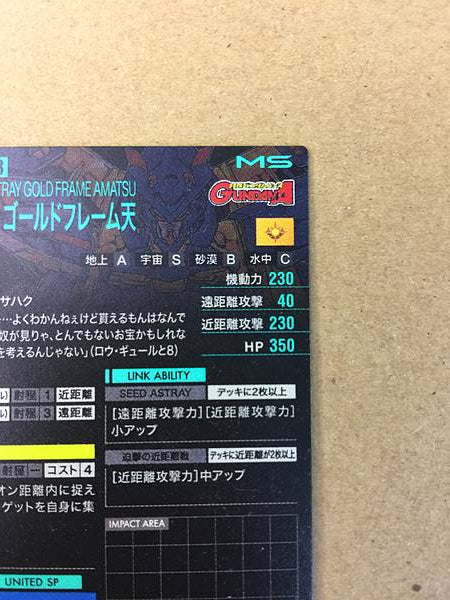 MS
TRAY GOLD FRAME AMATSU
GUNDAM A
ゴールドフレーム天
地上 A 宇宙 S 砂漠 B 水中 C
機動力 230
サハク
遠距離攻撃 40
…よくわかんねぇけど貰えるもんはなんで
奴が見りゃ、とんでもないお宝かもしれな
近距離攻撃 230
を考えるんじゃない」(ロウ・ギュールと8)
HP 350
LINK ABILITY
SEED ASTRAY デッキに2枚以上
[遠距離攻撃力][近距離攻撃力]
小アップ
射程 1 近距離
射程 3 遠距離
迫撃の近距離戦 デッキに近距離が2枚以上
[近距離攻撃力]中アップ
射程 ー コスト 4
オン距離内に捉え
ーゲットを自身に集
IMPACT AREA
UNITED SP